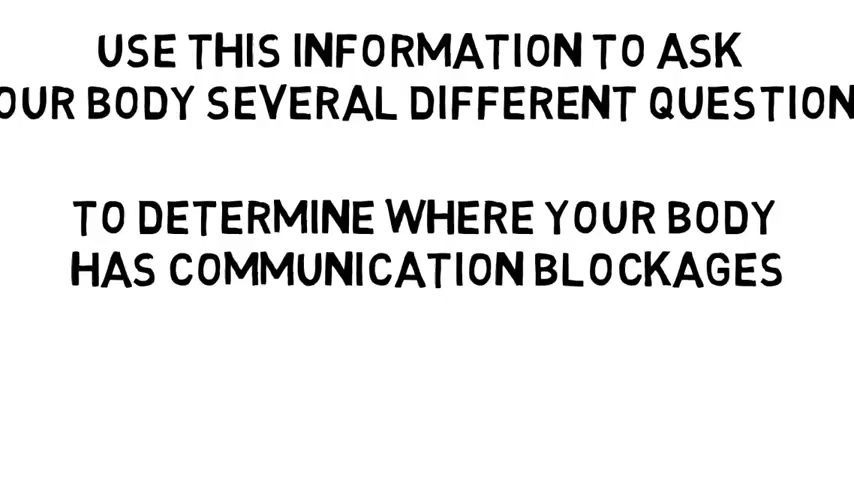 USE THIS INFORMATION TO ASK
OUR BODY SEVERAL DIFFERENT QUESTION
TO DETERMINE WHERE YOUR BODY
HAS COMMUNICATION BLOCKAGES